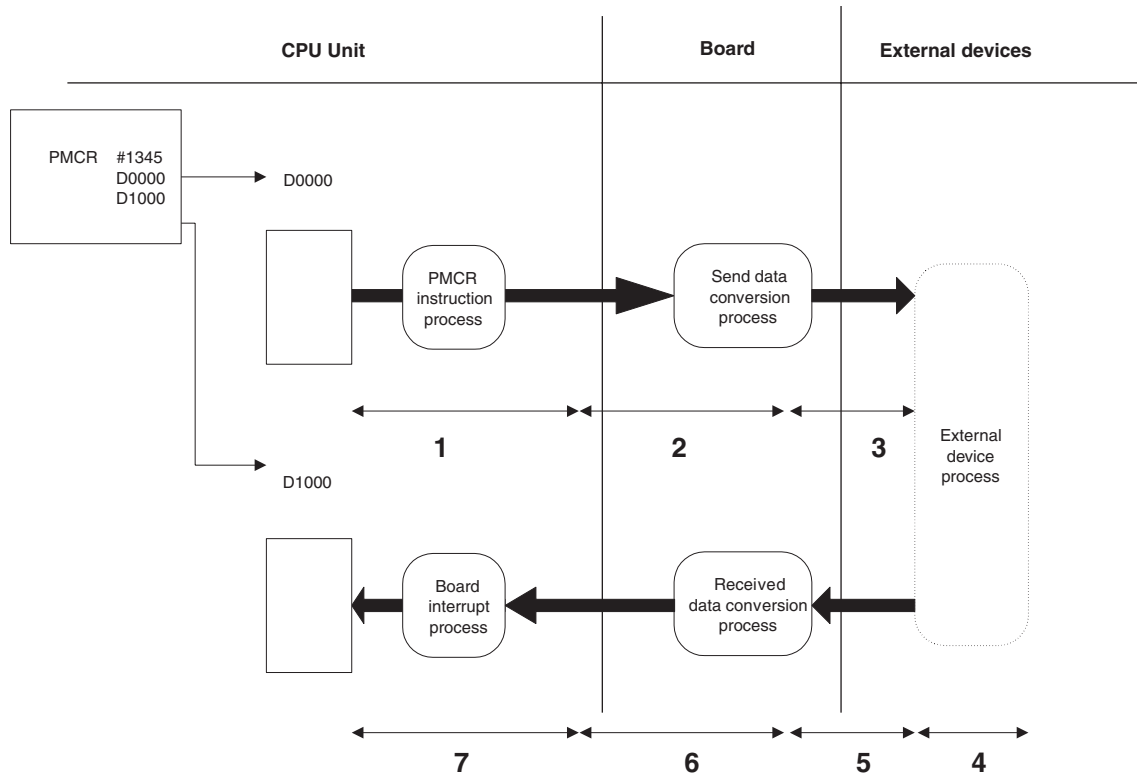 CPU Unit
Board
External devices
PMCR #1345
D0000
D1000
D0000
PMCR
instruction
process
Send data
conversion
process
1
2
3
External
device
process
D1000
Board
interrupt
process
Received
data conversion
process
7
6
5
4